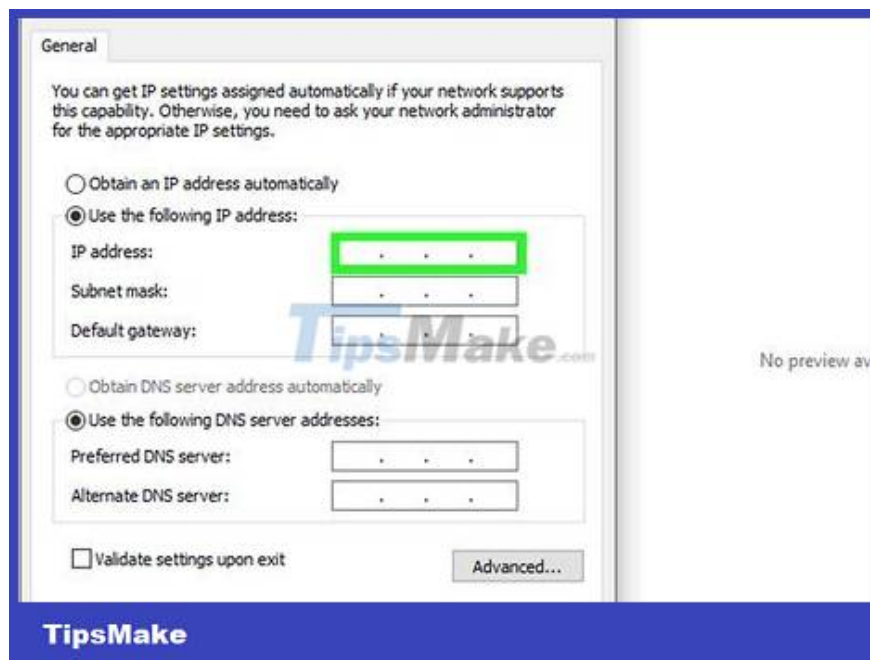 General
You can get IP settings assigned automatically if your network supports
this capability. Otherwise, you need to ask your network administrator
for the appropriate IP settings.
Obtain an IP address automatically
Use the following IP address:
IP address:
Subnet mask:
Default gateway:
TipsMake.com
No preview av
Obtain DNS server address automatically
Use the following DNS server addresses:
Preferred DNS server:
Alternate DNS server:
Validate settings upon exit
Advanced...
TipsMake